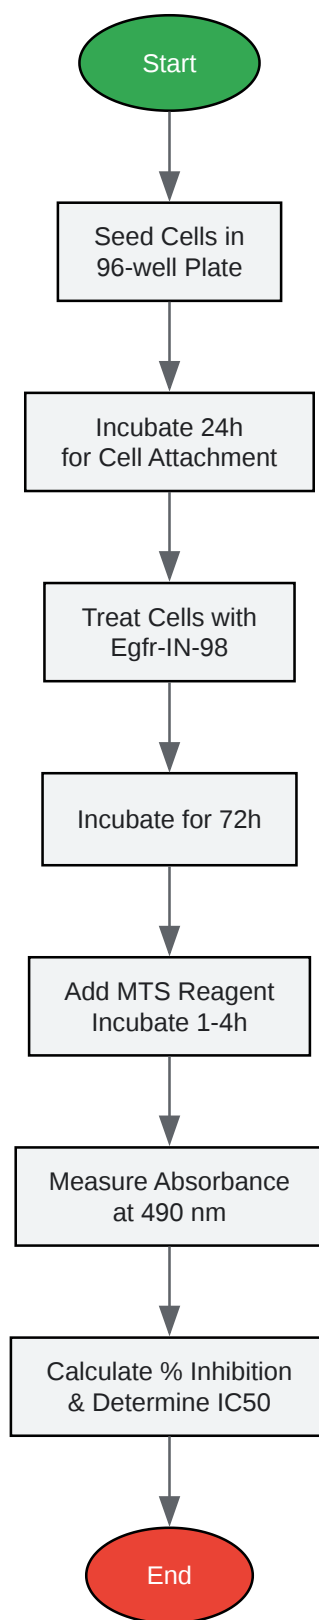 Start
Seed Cells in
96-well Plate
Incubate 24h
for Cell Attachment
Treat Cells with
Egfr-IN-98
Incubate for 72h
Add MTS Reagent
Incubate 1-4h
Measure Absorbance
at 490 nm
Calculate % Inhibition
& Determine IC50
End